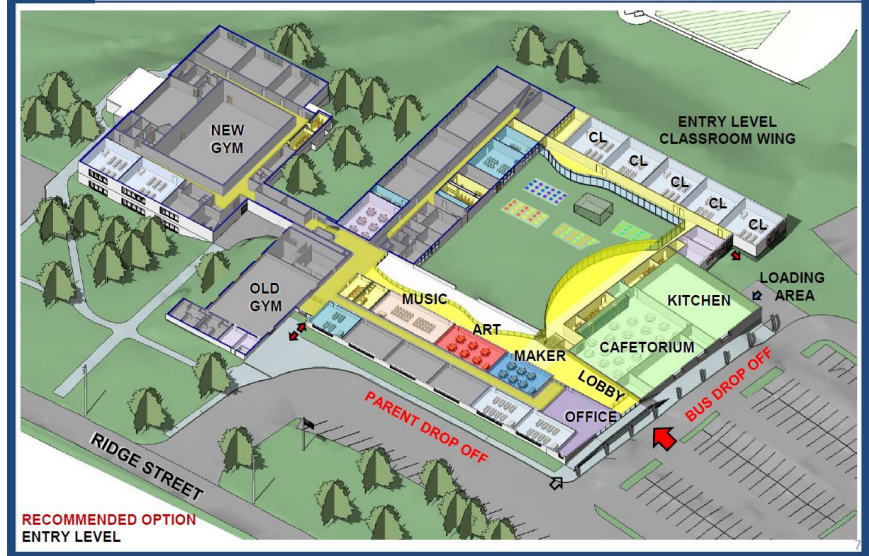 NEW
GYM
ENTRY LEVEL
CLASSROOM WING
CL
CL
CL
CL
CL
OLD
GYM
MUSIC
ART
MAKER
LOBBY
OFFICE
KITCHEN
CAFETORIUM
LOADING
AREA
PARENT DROP OFF
BUS DROP OFF
RIDGE STREET
RECOMMENDED OPTION
ENTRY LEVEL
7